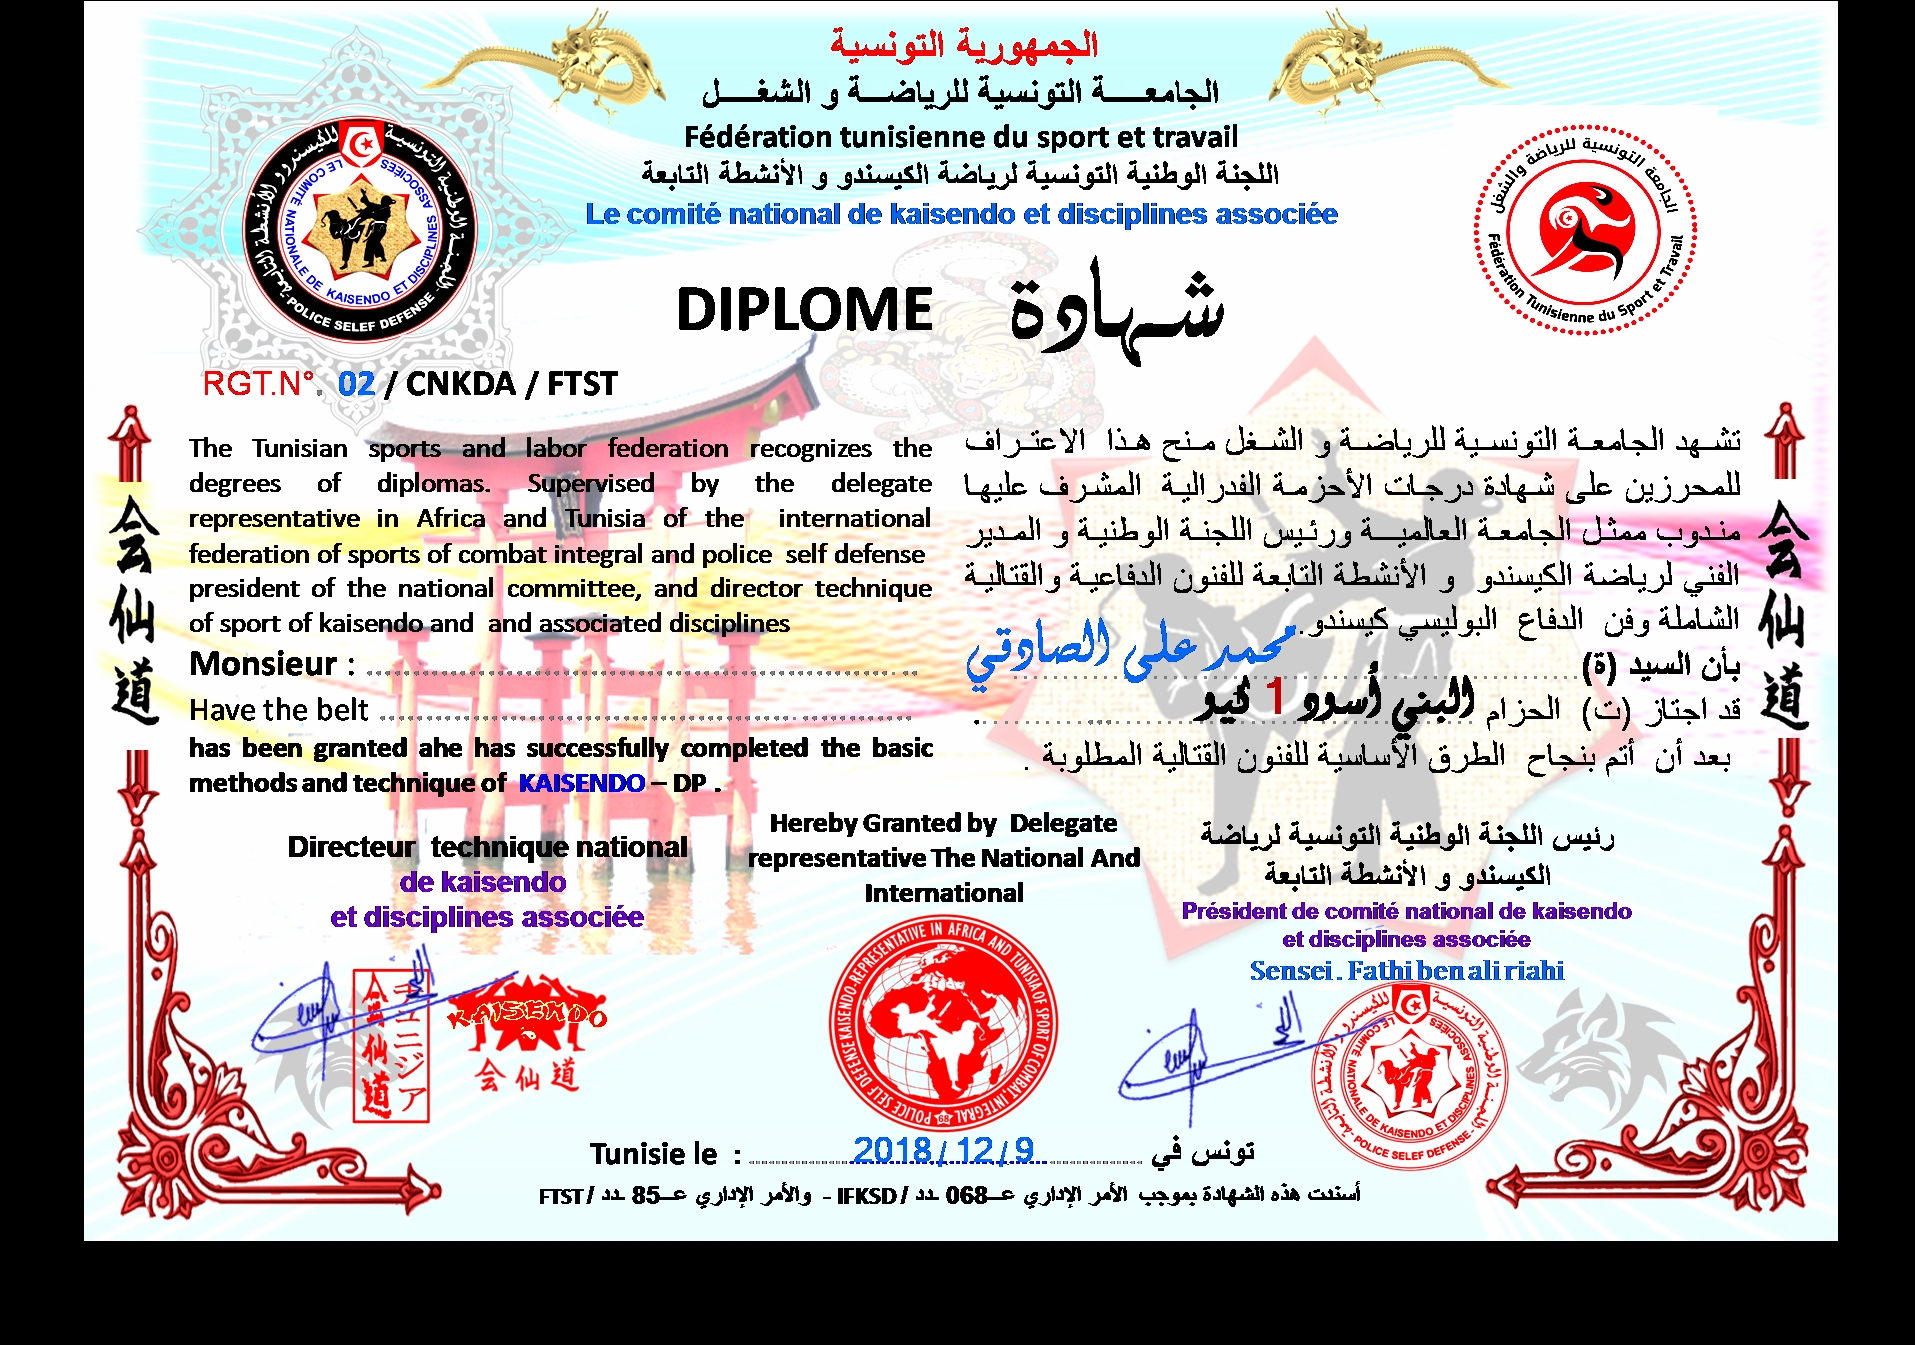 الجمهورية التونسية
الجامعة التونسية للرياضة و الشغل
Fédération tunisienne du sport et travail
اللجنة الوطنية التونسية لرياضة الكيسندو و الأنشطة التابعة
Le comité national de kaisendo et disciplines associée
LE COMITÉ NATIONALE DE KAISENDO ET DISCIPLINES ASSOCIÉES
POLICE SELEF DEFENSE
الجامعة التونسية للرياضة والشغل
Fédération Tunisienne du Sport et Travail
DIPLOME شهادة
RGT.N°. 02 / CNKDA / FTST
The Tunisian sports and labor federation recognizes the
degrees of diplomas. Supervised by the delegate
representative in Africa and Tunisia of the international
federation of sports of combat integral and police self defense
president of the national committee, and director technique
of sport of kaisendo and and associated disciplines
Monsieur :
Have the belt
has been granted ahe has successfully completed the basic
methods and technique of KAISENDO – DP .
تشهد الجامعة التونسية للرياضة و الشغل منح هذا الاعتراف
للمحرزين على شهادة درجات الأحزمة الفدرالية المشرف عليها
مندوب ممثل الجامعة العالمية ورئيس اللجنة الوطنية و المدير
الفني لرياضة الكيسندو و الأنشطة التابعة للفنون الدفاعية والقتالية
الشاملة وفن الدفاع البوليسي كيسندو.
بأن السيد (ة) محمد على الصادقي
قد اجتاز (ت) الحزام البني أسود 1 كيو
بعد أن أتم بنجاح الطرق الأساسية للفنون القتالية المطلوبة .
会仙道
会仙道
Directeur technique national
de kaisendo
et disciplines associée
Hereby Granted by Delegate
representative The National And
International
رئيس اللجنة الوطنية التونسية لرياضة
الكيسندو و الأنشطة التابعة
Président de comité national de kaisendo
et disciplines associée
Sensei . Fathi ben ali riahi
会仙道
チュニジア
KAISENDO
会仙道
POLICE SELF DEFENSE KAISENDO-REPRESENTATIVE IN AFRICA AND TUNISIA OF SPORT OF COMBAT INTEGRAL
68
LE COMITÉ NATIONALE DE KAISENDO ET DISCIPLINES ASSOCIÉES
POLICE SELEF DEFENSE
Tunisie le : 2018 / 12 / 9 تونس في
أسندت هذه الشهادة بموجب الأمر الإداري عـــ068 ـدد / IFKSD - والأمر الإداري عـــ85 ـدد / FTST